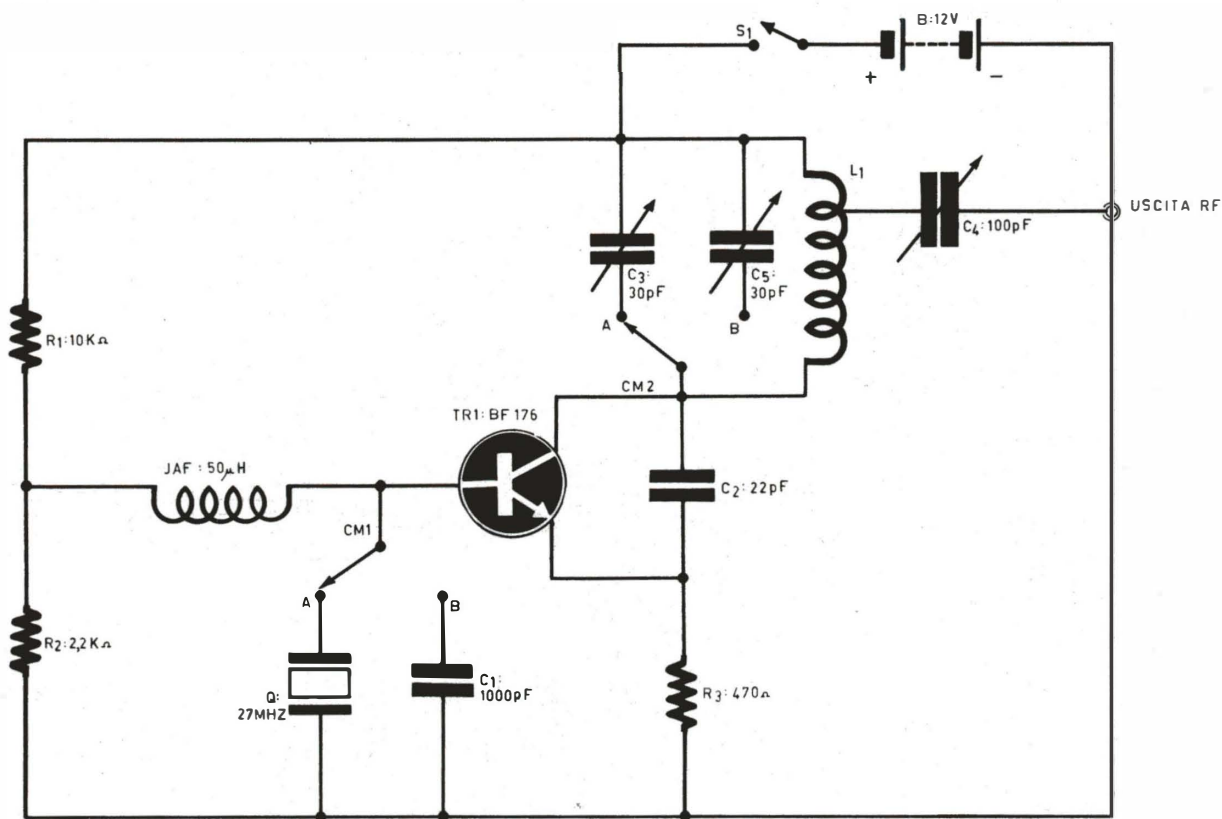 B:12V
S1
+
−
L1
USCITA RF
C4:100pF
C3:
30pF
C5:
30pF
A
B
R1:10KΩ
CM2
TR1:BF 176
JAF:50μH
C2:22pF
CM1
A
B
R2:2,2KΩ
Q:
27MHZ
C1:
1000pF
R3:470Ω